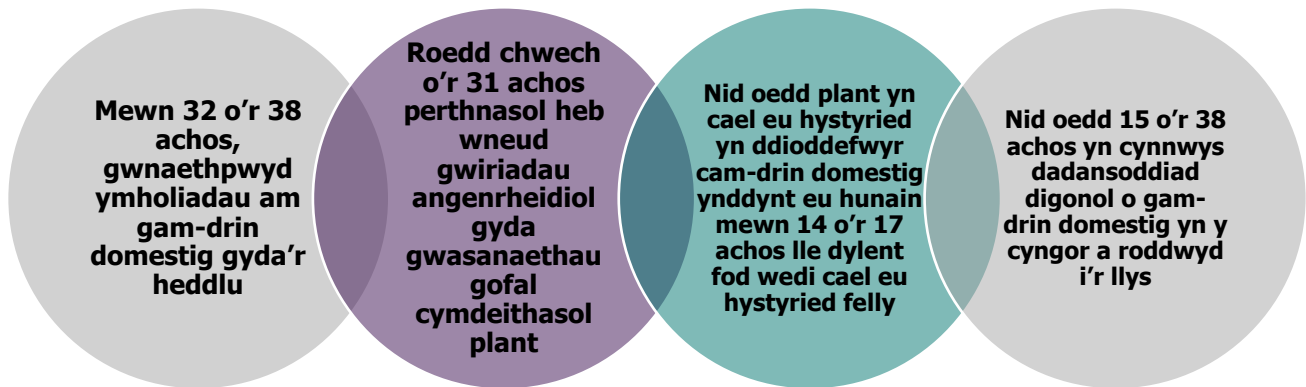 Mewn 32 o'r 38
achos,
gwnaethpwyd
ymholiadau am
gam-drin
domestig gyda'r
heddlu
Roedd chwech
o'r 31 achos
perthnasol heb
wneud
gwiriadau
angenrheidiol
gyda
gwasanaethau
gofal
cymdeithasol
plant
Nid oedd plant yn
cael eu hystyried
yn ddioddefwyr
cam-drin domestig
ynddynt eu hunain
mewn 14 o'r 17
achos lle dylent
fod wedi cael eu
hystyried felly
Nid oedd 15 o'r 38
achos yn cynnwys
dadansoddiad
digonol o gam-
drin domestig yn y
cyngor a roddwyd
i'r llys